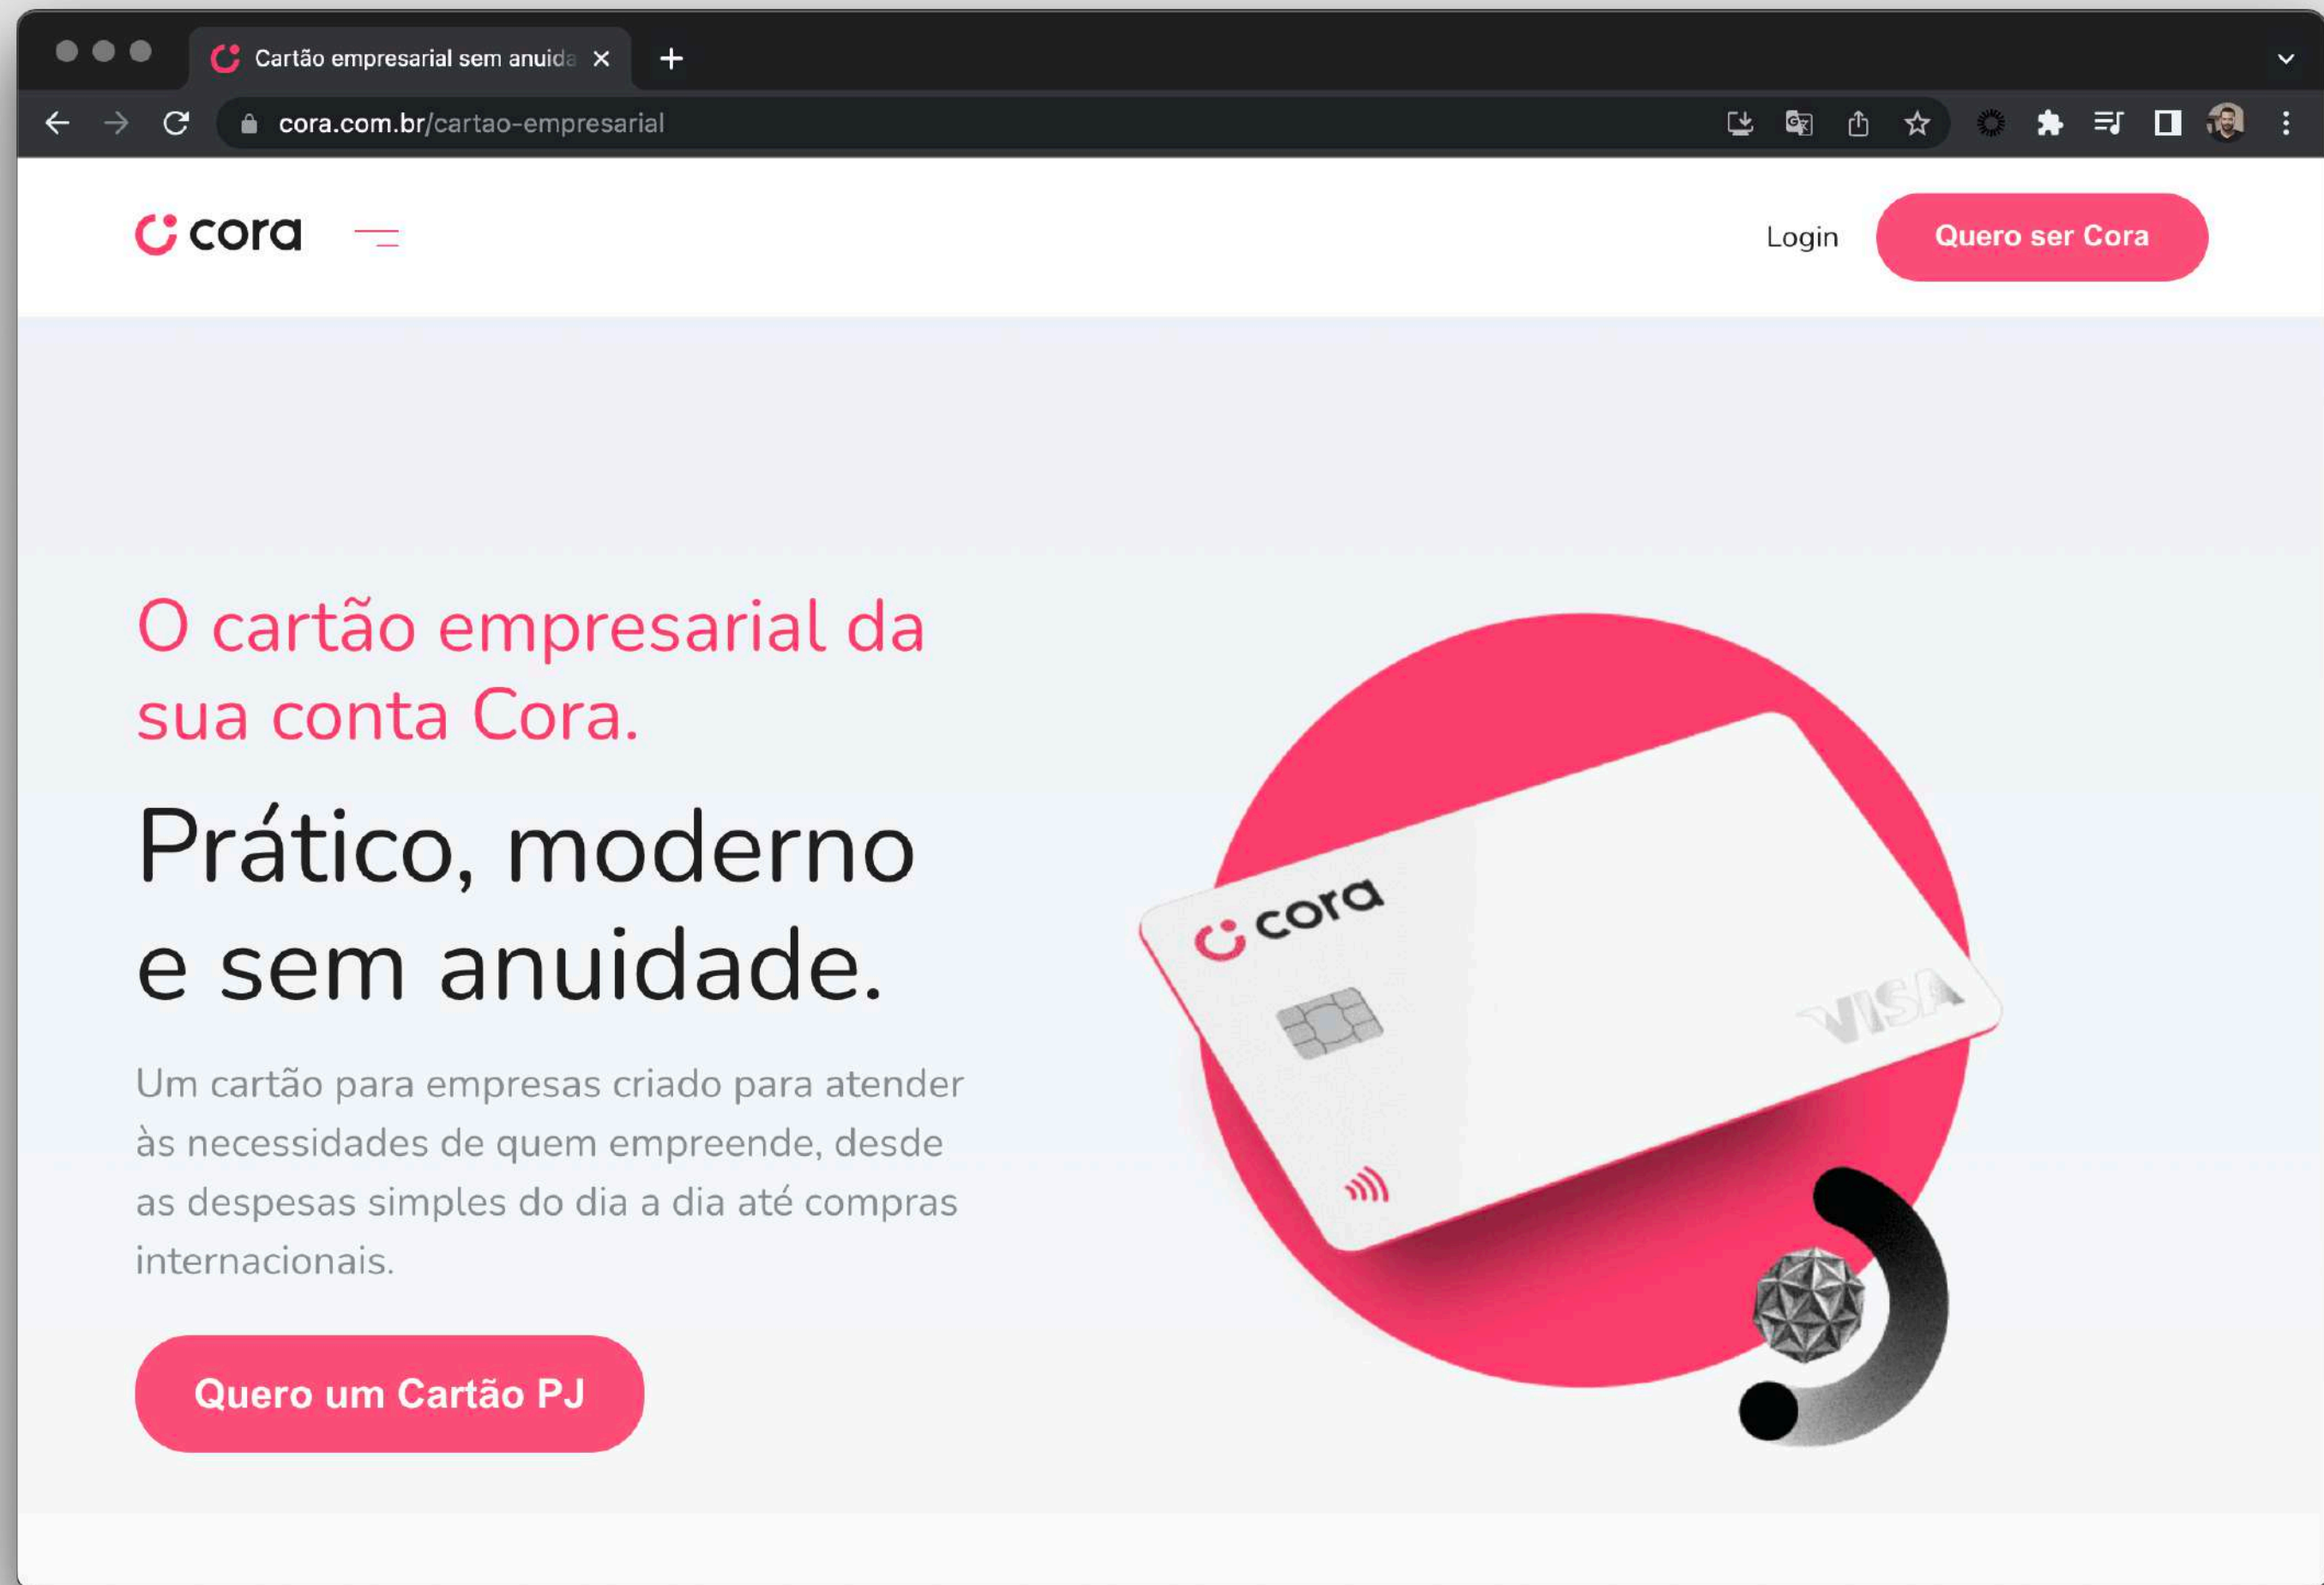 Cartão empresarial sem anuida
cora.com.br/cartao-empresarial
cora
Login
Quero ser Cora
O cartão empresarial da
sua conta Cora.
Prático, moderno
e sem anuidade.
Um cartão para empresas criado para atender
às necessidades de quem empreende, desde
as despesas simples do dia a dia até compras
internacionais.
Quero um Cartão PJ
cora
VISA